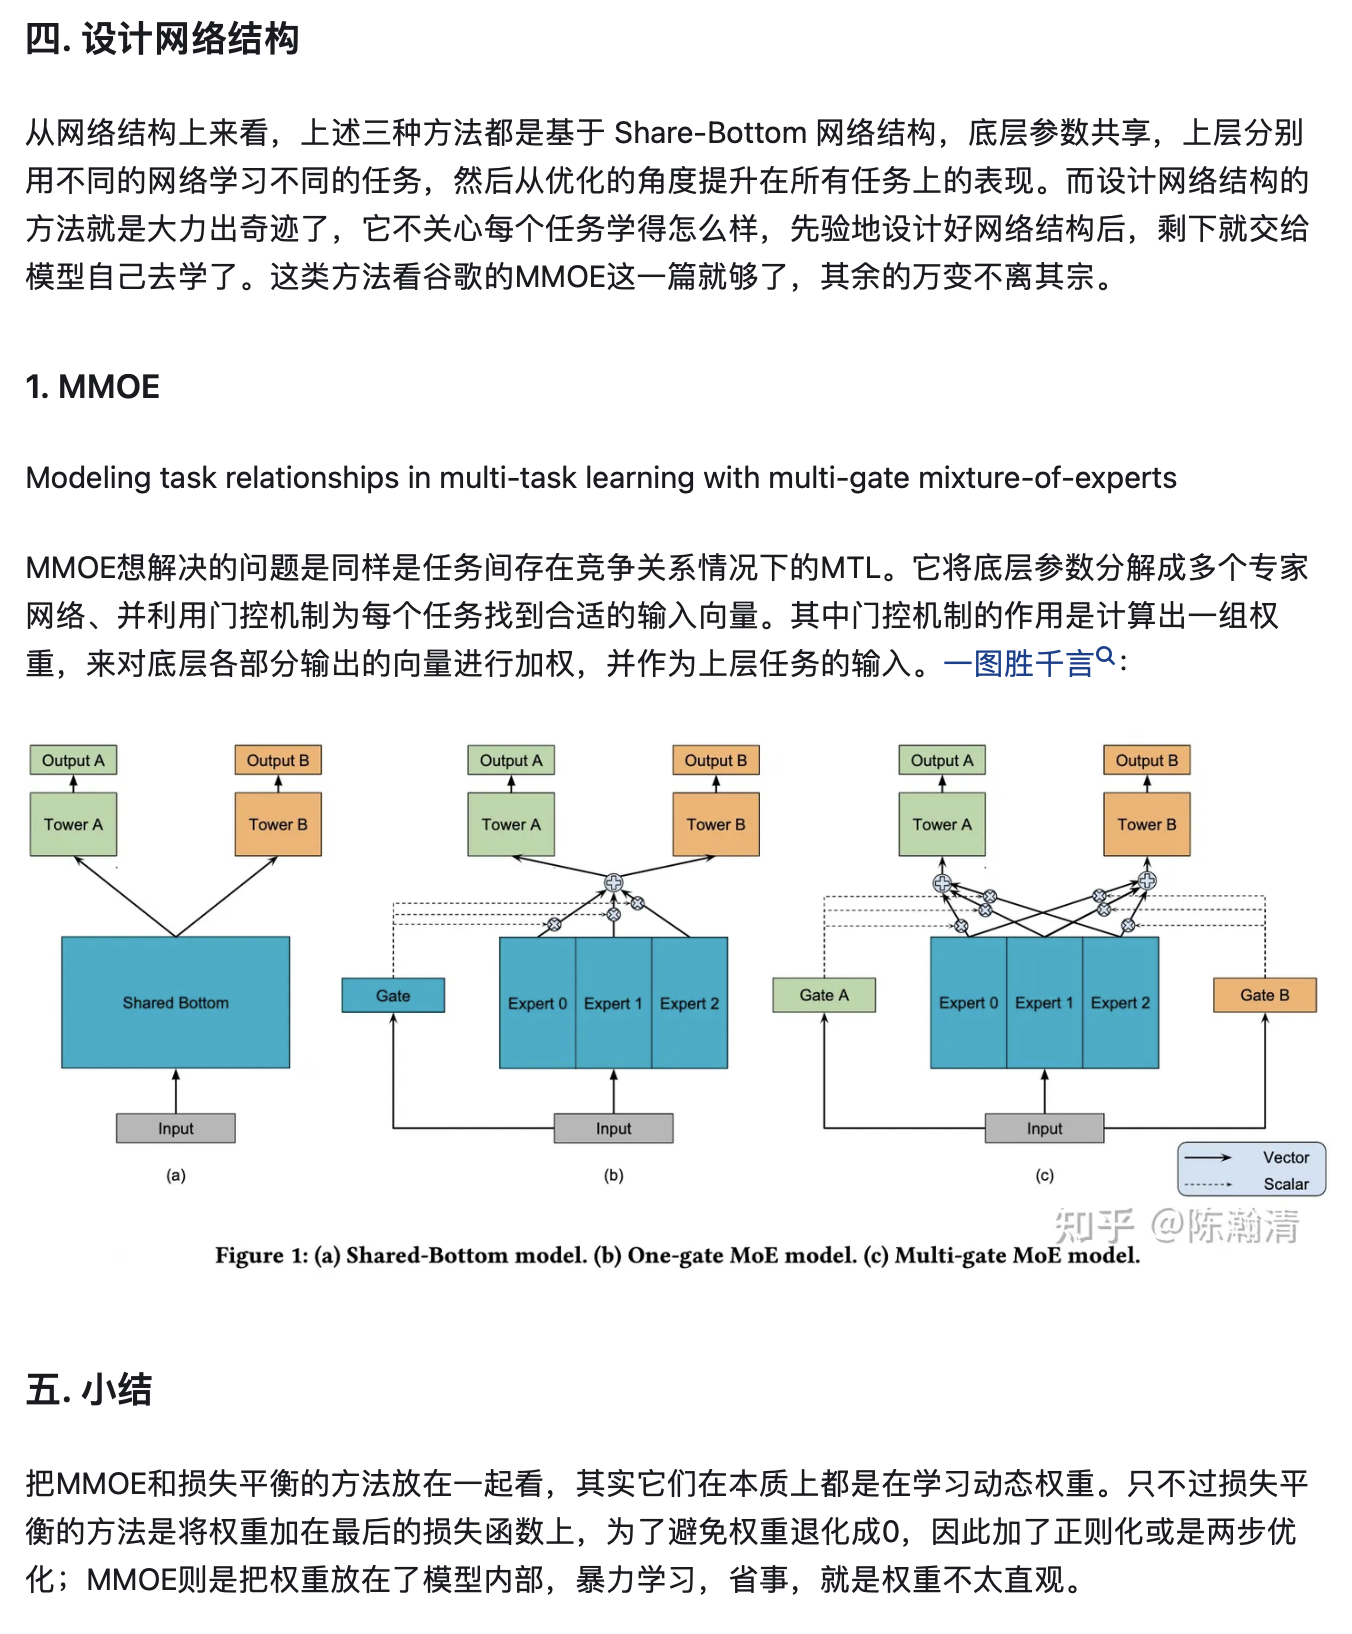 四. 设计网络结构
从网络结构上来看，上述三种方法都是基于 Share-Bottom 网络结构，底层参数共享，上层分别
用不同的网络学习不同的任务，然后从优化的角度提升在所有任务上的表现。而设计网络结构的
方法就是大力出奇迹了，它不关心每个任务学得怎么样，先验地设计好网络结构后，剩下就交给
模型自己去学了。这类方法看谷歌的MMOE这一篇就够了，其余的万变不离其宗。
1. MMOE
Modeling task relationships in multi-task learning with multi-gate mixture-of-experts
MMOE想解决的问题是同样是任务间存在竞争关系情况下的MTL。它将底层参数分解成多个专家
网络、并利用门控机制为每个任务找到合适的输入向量。其中门控机制的作用是计算出一组权
重，来对底层各部分输出的向量进行加权，并作为上层任务的输入。一图胜千言：
Output A
Output B
Tower A
Tower B
Shared Bottom
Input
(a)
Output A
Output B
Tower A
Tower B
Gate
Expert 0
Expert 1
Expert 2
Input
(b)
Output A
Output B
Tower A
Tower B
Gate A
Expert 0
Expert 1
Expert 2
Gate B
Input
(c)
Vector
Scalar
知乎 @陈瀚清
Figure 1: (a) Shared-Bottom model. (b) One-gate MoE model. (c) Multi-gate MoE model.
五. 小结
把MMOE和损失平衡的方法放在一起看，其实它们在本质上都是在学习动态权重。只不过损失平
衡的方法是将权重加在最后的损失函数上，为了避免权重退化成0，因此加了正则化或是两步优
化；MMOE则是把权重放在了模型内部，暴力学习，省事，就是权重不太直观。